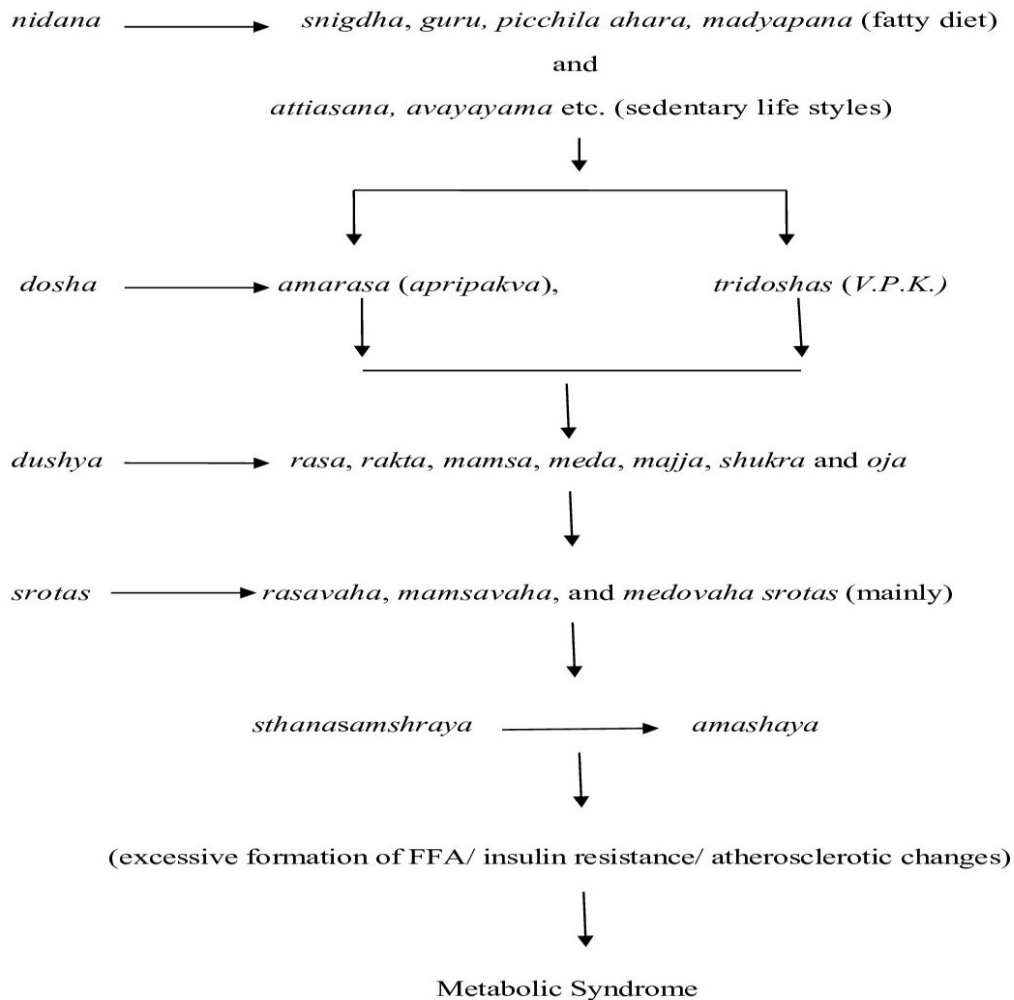 nidana snigdha, guru, picchila ahara, madyapana (fatty diet)
and
attiasana, avayayama etc. (sedentary life styles)
dosha amarasa (apripakva), tridoshas (V.P.K.)
dushya rasa, rakta, mamsa, meda, majja, shukra and oja
srotas rasavaha, mamsavaha, and medovaha srotas (mainly)
sthanasamshraya amashaya
(excessive formation of FFA/ insulin resistance/ atherosclerotic changes)
Metabolic Syndrome